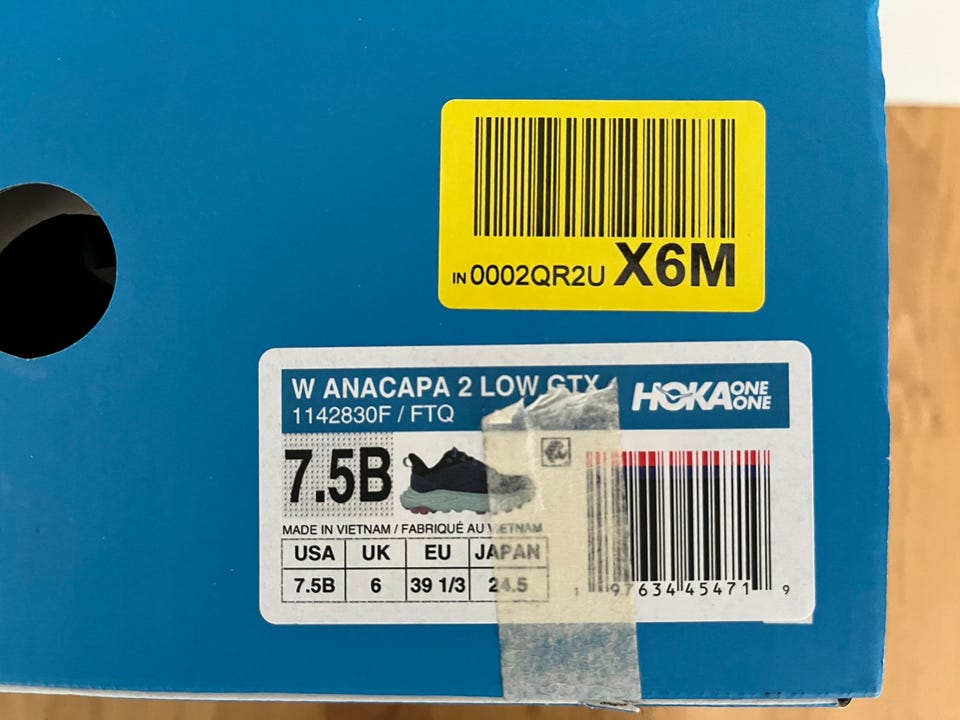 IN 0002QR2U X6M
W ANACAPA 2 LOW GTX
HOKA ONE ONE
1142830F / FTQ
7.5B
MADE IN VIETNAM / FABRIQUÉ AU VIETNAM
USA UK EU JAPAN
7.5B 6 39 1/3 24.5
1 97634 45471 9